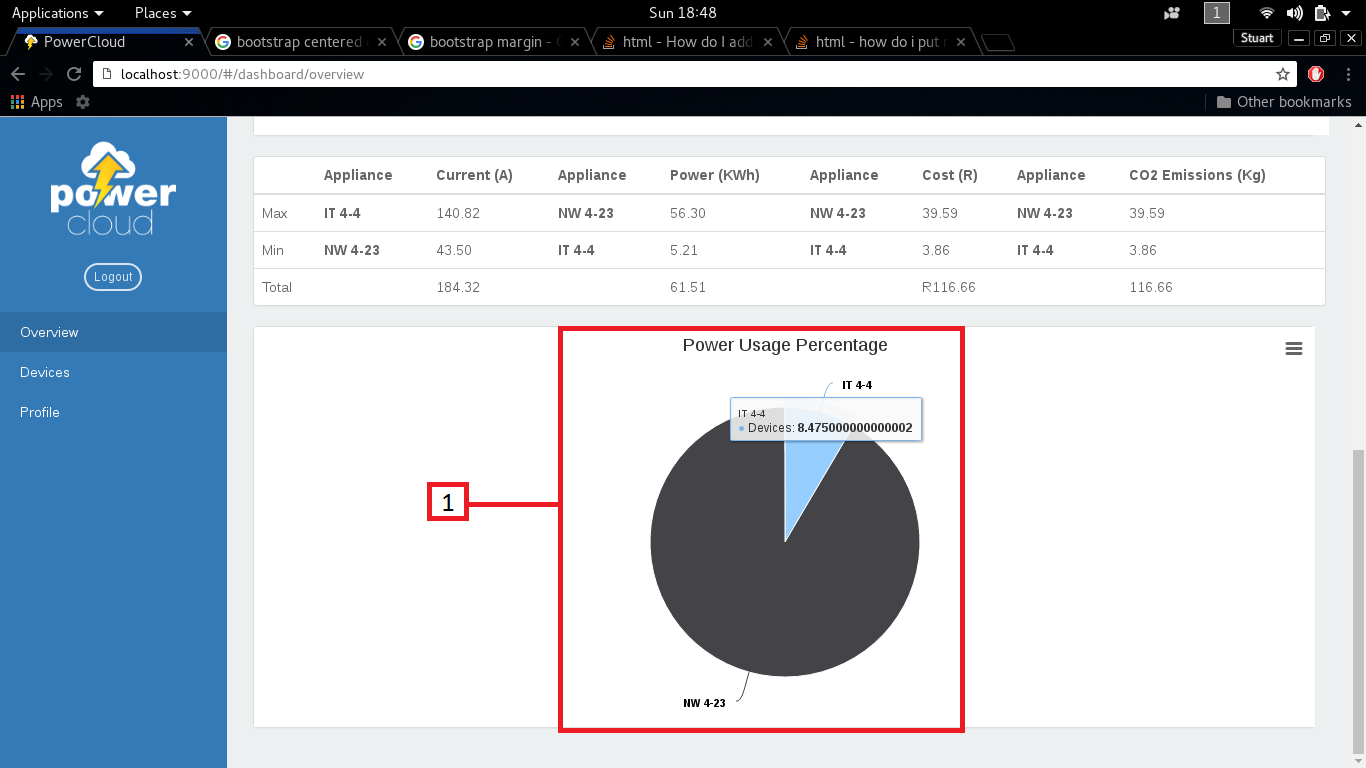 Applications Places Sun 18:48 1
PowerCloud bootstrap centered bootstrap margin - html - How do I add html - how do i put Stuart
localhost:9000/#/dashboard/overview
Apps Other bookmarks
power
cloud
Logout
Overview
Devices
Profile
Appliance Current (A) Appliance Power (KWh) Appliance Cost (R) Appliance CO2 Emissions (Kg)
Max IT 4-4 140.82 NW 4-23 56.30 NW 4-23 39.59 NW 4-23 39.59
Min NW 4-23 43.50 IT 4-4 5.21 IT 4-4 3.86 IT 4-4 3.86
Total 184.32 61.51 R116.66 116.66
Power Usage Percentage
IT 4-4
IT 4-4
Devices: 8.475000000000002
1
NW 4-23